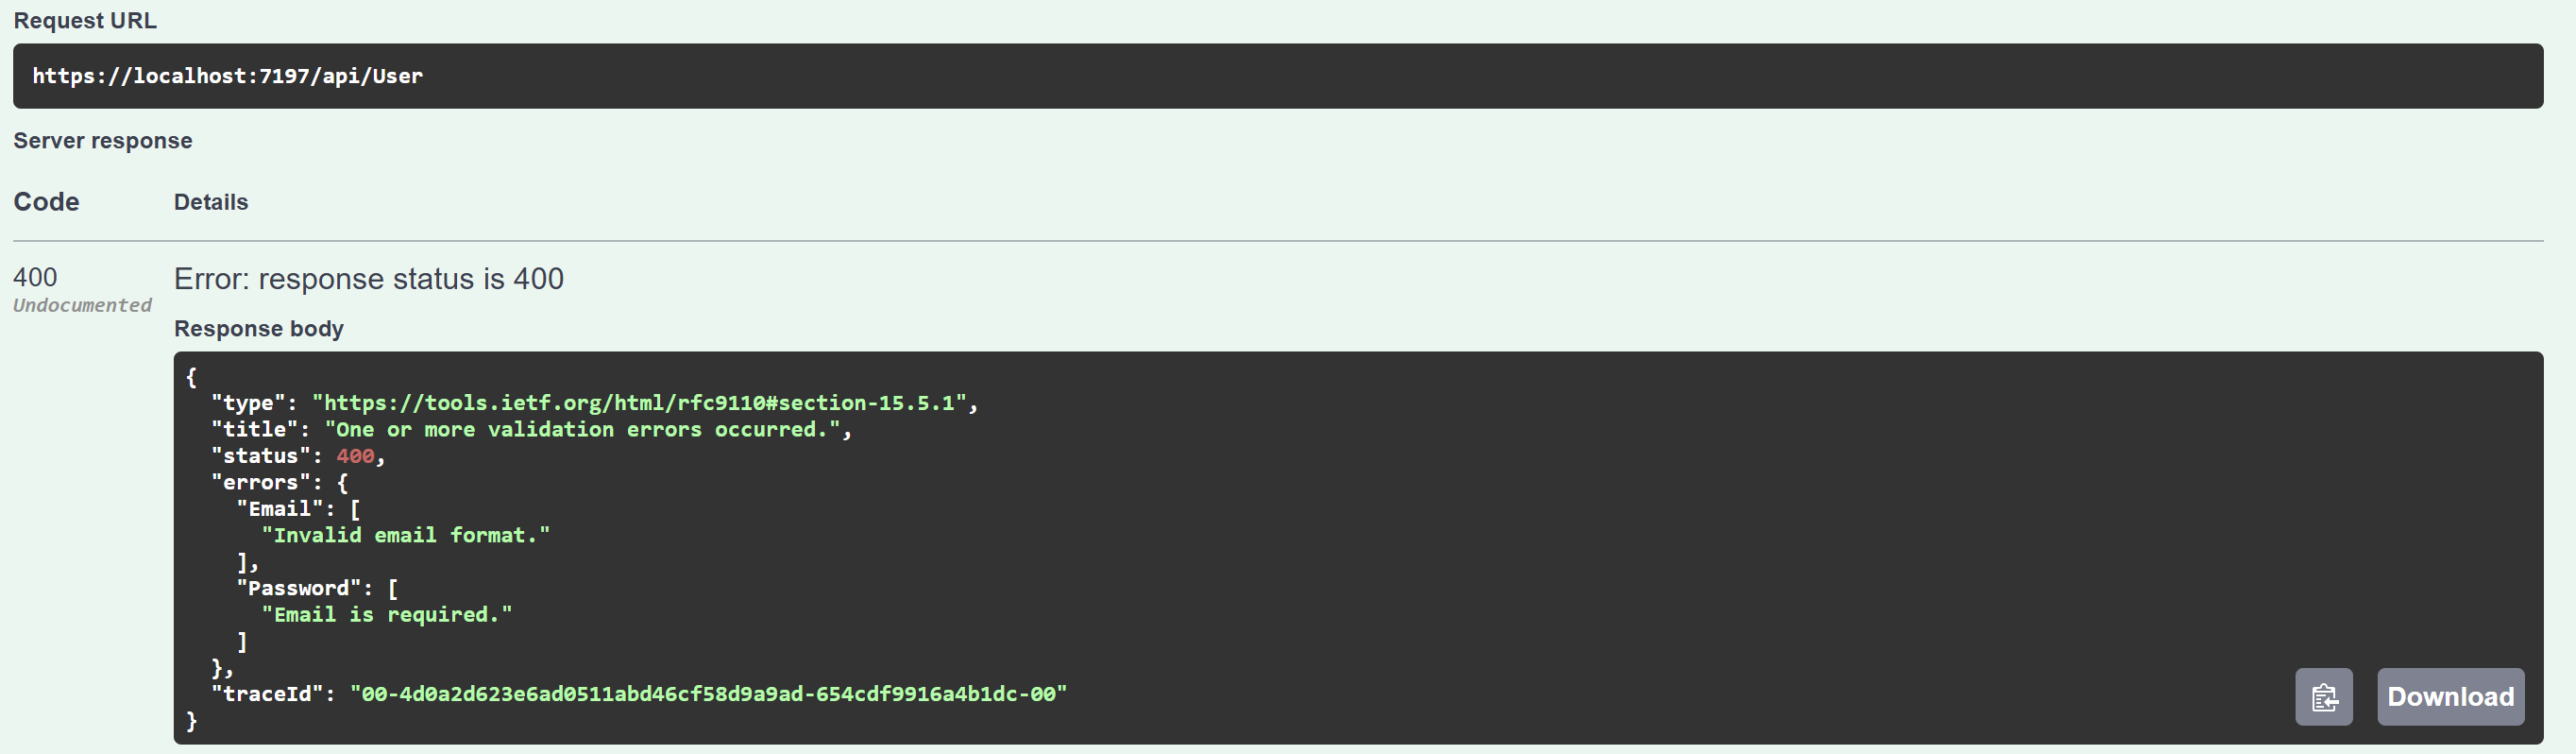 Request URL
https://localhost:7197/api/User
Server response
Code Details
400 Error: response status is 400
Undocumented
Response body
{
  "type": "https://tools.ietf.org/html/rfc9110#section-15.5.1",
  "title": "One or more validation errors occurred.",
  "status": 400,
  "errors": {
    "Email": [
      "Invalid email format."
    ],
    "Password": [
      "Email is required."
    ]
  },
  "traceId": "00-4d0a2d623e6ad0511abd46cf58d9a9ad-654cdf9916a4b1dc-00"
}
Download